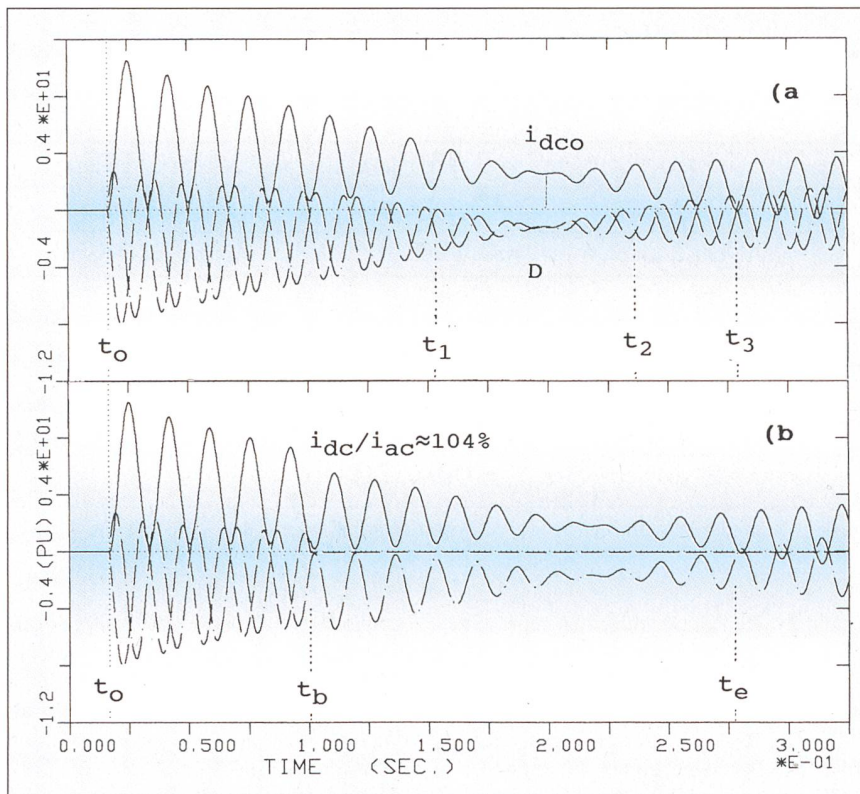 (a
0.4 *E+01
i_dco
-0.4
D
t_o
t_1
t_2
t_3
-1.2
(b
i_dc/i_ac≈104%
0.4 *E+01
-0.4 (PU)
t_o
t_b
t_e
-1.2
0.000 0.500 1.000 1.500 2.000 2.500 3.000
TIME (SEC.) *E-01